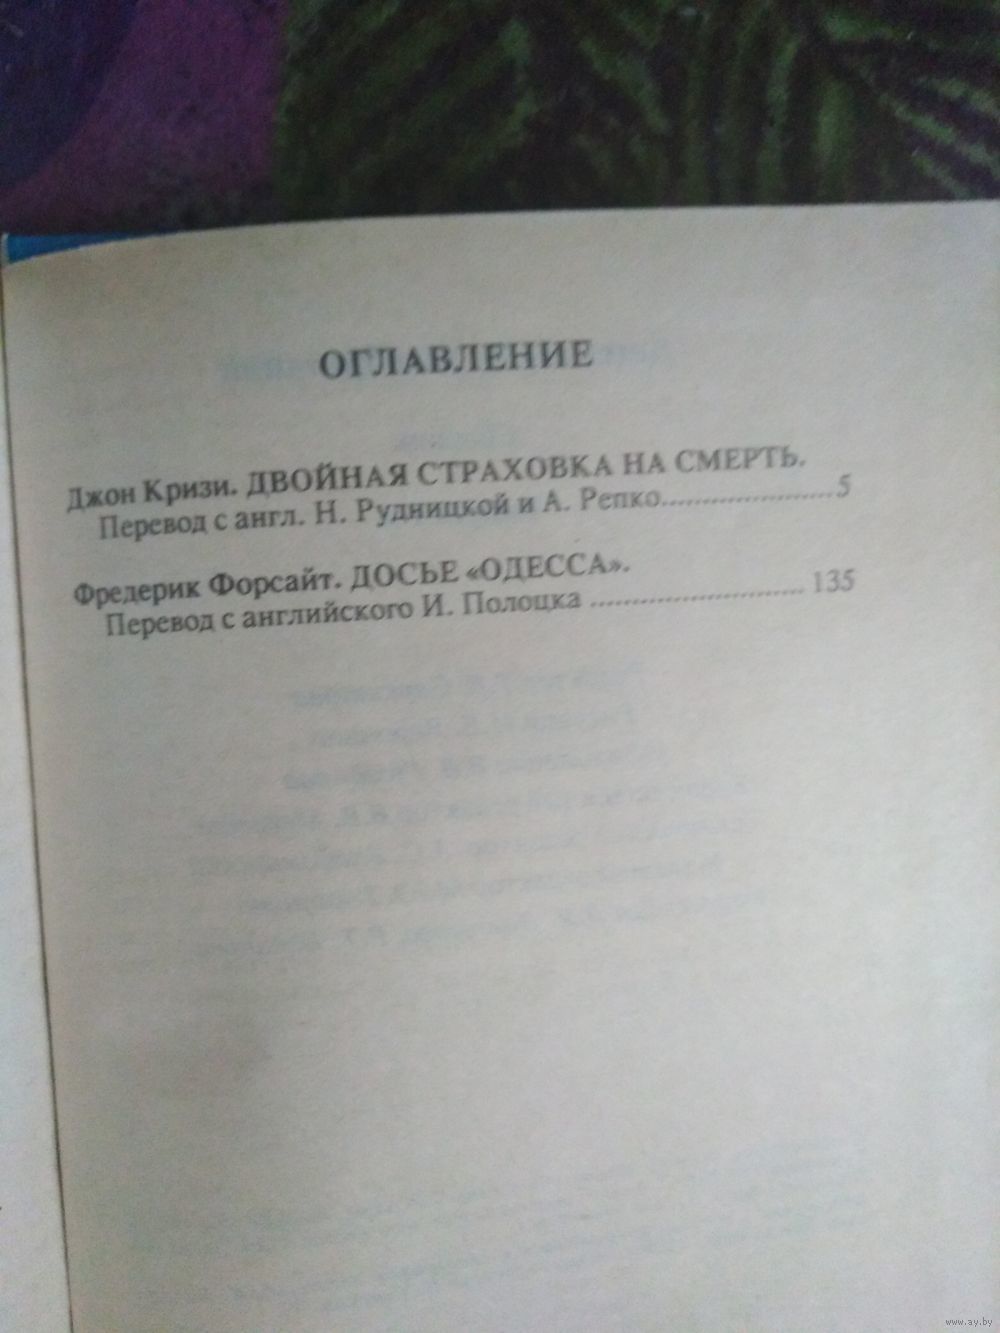 ОГЛАВЛЕНИЕ
Джон Кризи. ДВОЙНАЯ СТРАХОВКА НА СМЕРТЬ.
Перевод с англ. Н. Рудницкой и А. Репко..................... 5
Фредерик Форсайт. ДОСЬЕ «ОДЕССА».
Перевод с английского И. Полоцка ........................... 135
www.ay.by